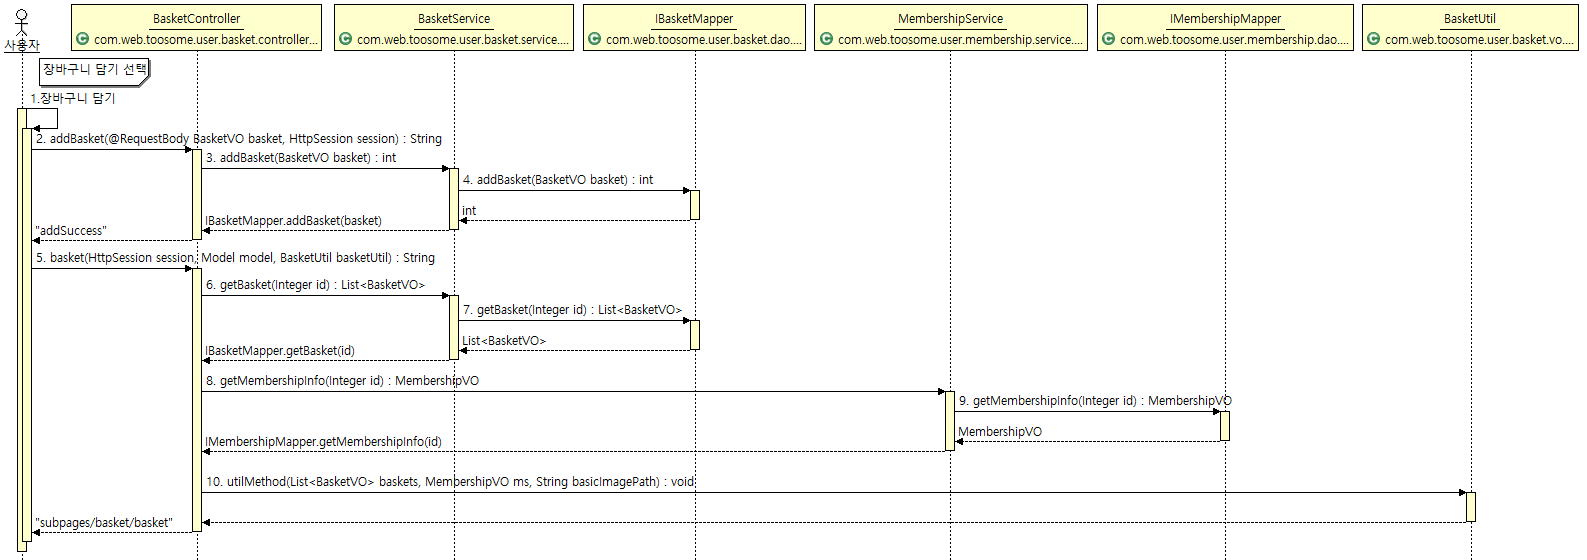 BasketController
com.web.toosome.user.basket.controller...
BasketService
com.web.toosome.user.basket.service....
IBasketMapper
com.web.toosome.user.basket.dao....
MembershipService
com.web.toosome.user.membership.service....
IMembershipMapper
com.web.toosome.user.membership.dao....
BasketUtil
com.web.toosome.user.basket.vo....
사용자
장바구니 담기 선택
1.장바구니 담기
2. addBasket(@RequestBody BasketVO basket, HttpSession session) : String
3. addBasket(BasketVO basket) : int
4. addBasket(BasketVO basket) : int
int
IBasketMapper.addBasket(basket)
"addSuccess"
5. basket(HttpSession session, Model model, BasketUtil basketUtil) : String
6. getBasket(Integer id) : List<BasketVO>
7. getBasket(Integer id) : List<BasketVO>
List<BasketVO>
IBasketMapper.getBasket(id)
8. getMembershipInfo(Integer id) : MembershipVO
9. getMembershipInfo(Integer id) : MembershipVO
MembershipVO
IMembershipMapper.getMembershipInfo(id)
10. utilMethod(List<BasketVO> baskets, MembershipVO ms, String basicImagePath) : void
"subpages/basket/basket"